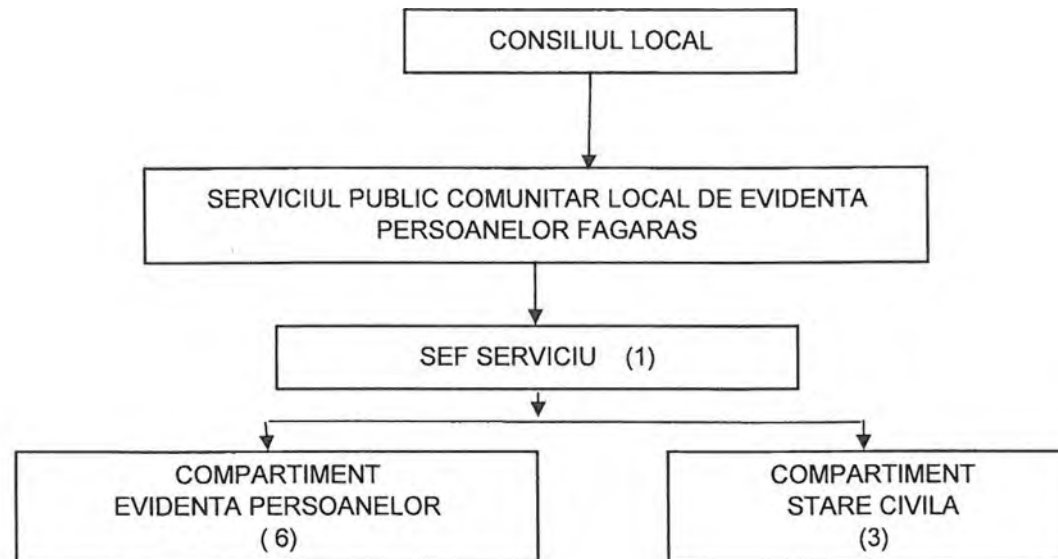 CONSILIUL LOCAL
SERVICIUL PUBLIC COMUNITAR LOCAL DE EVIDENTA
PERSOANELOR FAGARAS
SEF SERVICIU (1)
COMPARTIMENT
EVIDENTA PERSOANELOR
( 6)
COMPARTIMENT
STARE CIVILA
(3)